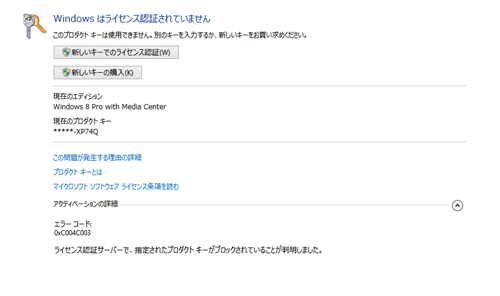 Windows はライセンス認証されていません
このプロダクト キーは使用できません。別のキーを入力するか、新しいキーをお買い求めください。
新しいキーでのライセンス認証(W)
新しいキーの購入(K)
現在のエディション
Windows 8 Pro with Media Center
現在のプロダクト キー
*****-XP74Q
この問題が発生する理由の詳細
プロダクト キーとは
マイクロソフト ソフトウェア ライセンス条項を読む
アクティベーションの詳細
エラー コード:
0xC004C003
ライセンス認証サーバーで、指定されたプロダクト キーがブロックされていることが判明しました。